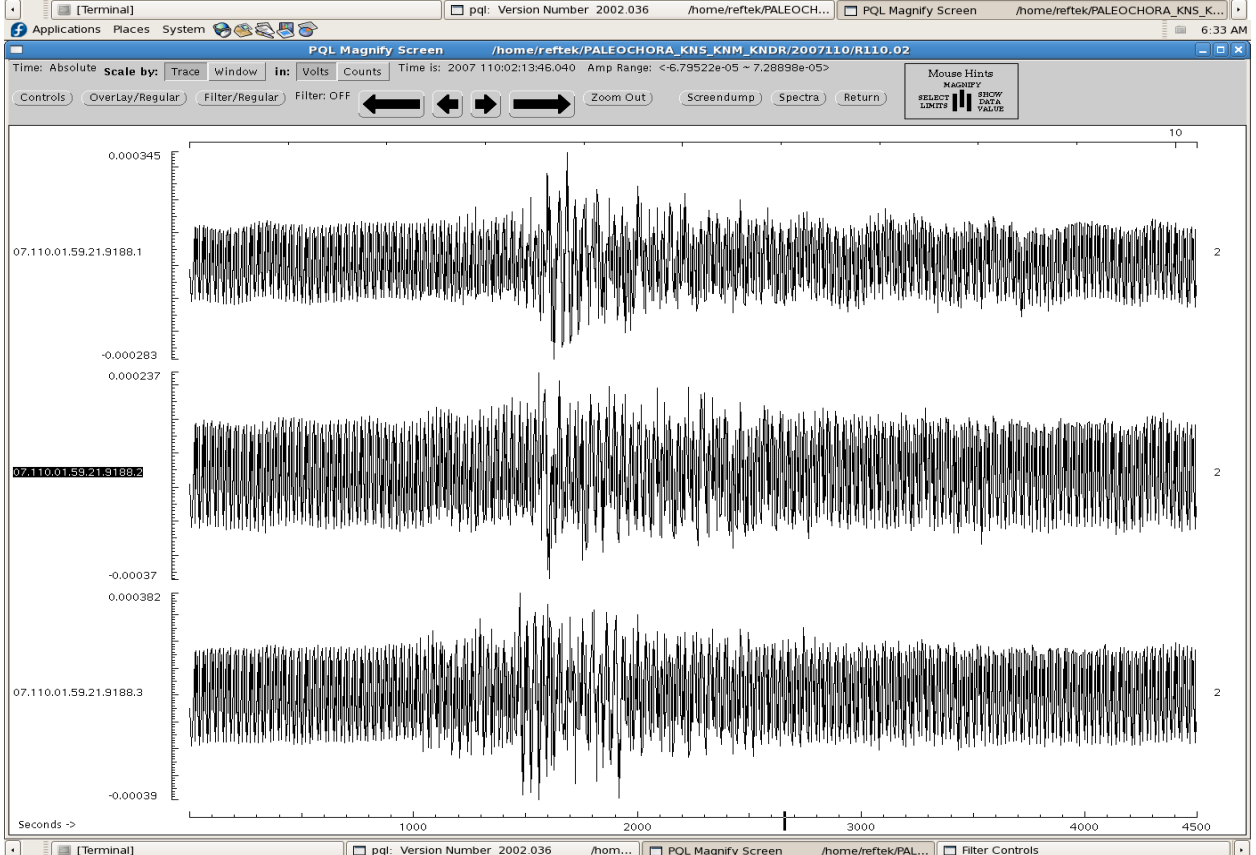 [Terminal] pql: Version Number 2002.036 /home/reftek/PALEOCH... PQL Magnify Screen /home/reftek/PALEOCHORA_KNS_K...
Applications Places System 6:33 AM
PQL Magnify Screen /home/reftek/PALEOCHORA_KNS_KNM_KNDR/2007110/R110.02
Time: Absolute Scale by: Trace Window in: Volts Counts Time is: 2007 110:02:13:46.040 Amp Range: <-6.79522e-05 ~ 7.28898e-05>
Controls OverLay/Regular Filter/Regular Filter: OFF Zoom Out Screendump Spectra Return
Mouse Hints
MAGNIFY
SELECT LIMITS SHOW DATA VALUE
10
0.000345
07.110.01.59.21.9188.1 2
-0.000283
0.000237
07.110.01.59.21.9188.2 2
-0.00037
0.000382
07.110.01.59.21.9188.3 2
-0.00039
Seconds -> 1000 2000 3000 4000 4500
[Terminal] pql: Version Number 2002.036 /hom... PQL Magnify Screen /home/reftek/PAL... Filter Controls